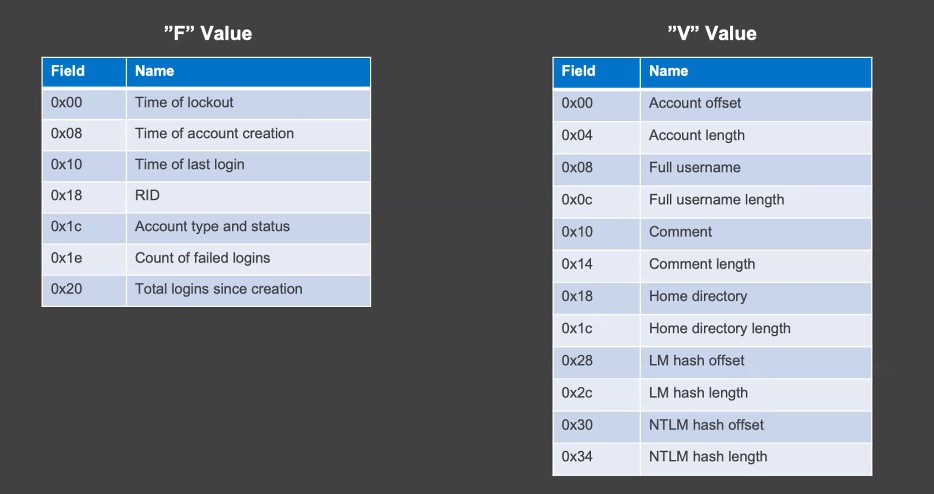 ”F” Value
Field Name
0x00 Time of lockout
0x08 Time of account creation
0x10 Time of last login
0x18 RID
0x1c Account type and status
0x1e Count of failed logins
0x20 Total logins since creation
”V” Value
Field Name
0x00 Account offset
0x04 Account length
0x08 Full username
0x0c Full username length
0x10 Comment
0x14 Comment length
0x18 Home directory
0x1c Home directory length
0x28 LM hash offset
0x2c LM hash length
0x30 NTLM hash offset
0x34 NTLM hash length